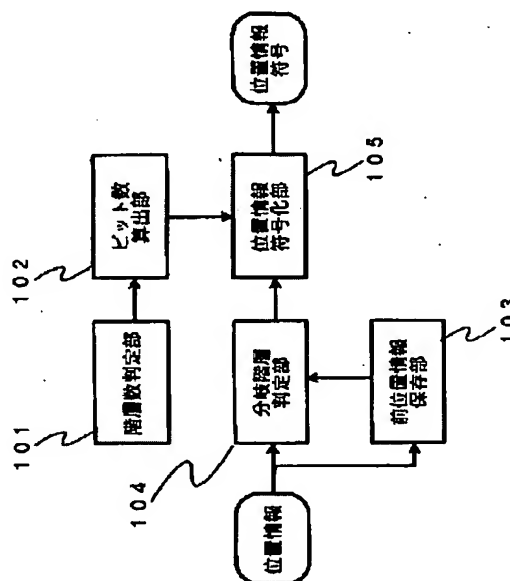 101
階層数判定部
102
ビット数
算出部
位置情報
104
分岐階層
判定部
位置情報
符号化部
105
位置情報
符号
前位置情報
保存部
103